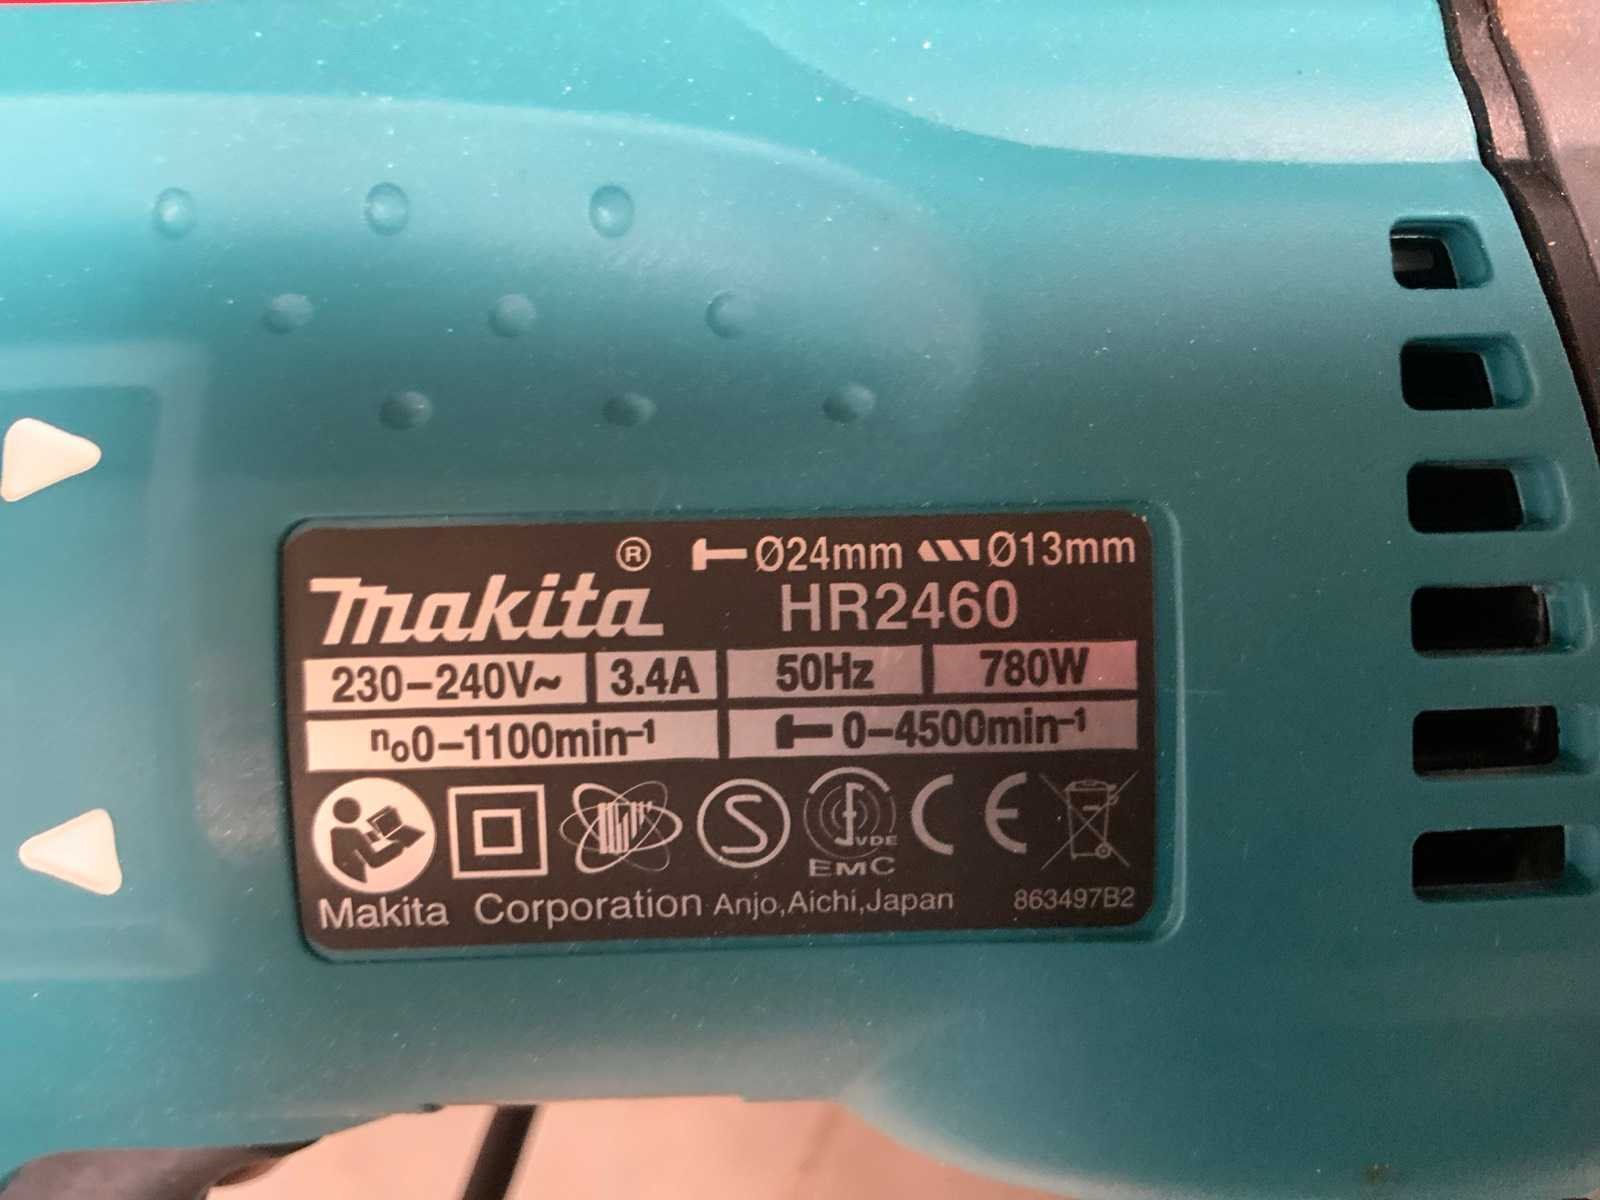 ® Ø24mm Ø13mm
makita HR2460
230–240V~ 3.4A 50Hz 780W
n₀0–1100min⁻¹ 0–4500min⁻¹
S VDE CE
EMC
Makita Corporation Anjo,Aichi,Japan 863497B2